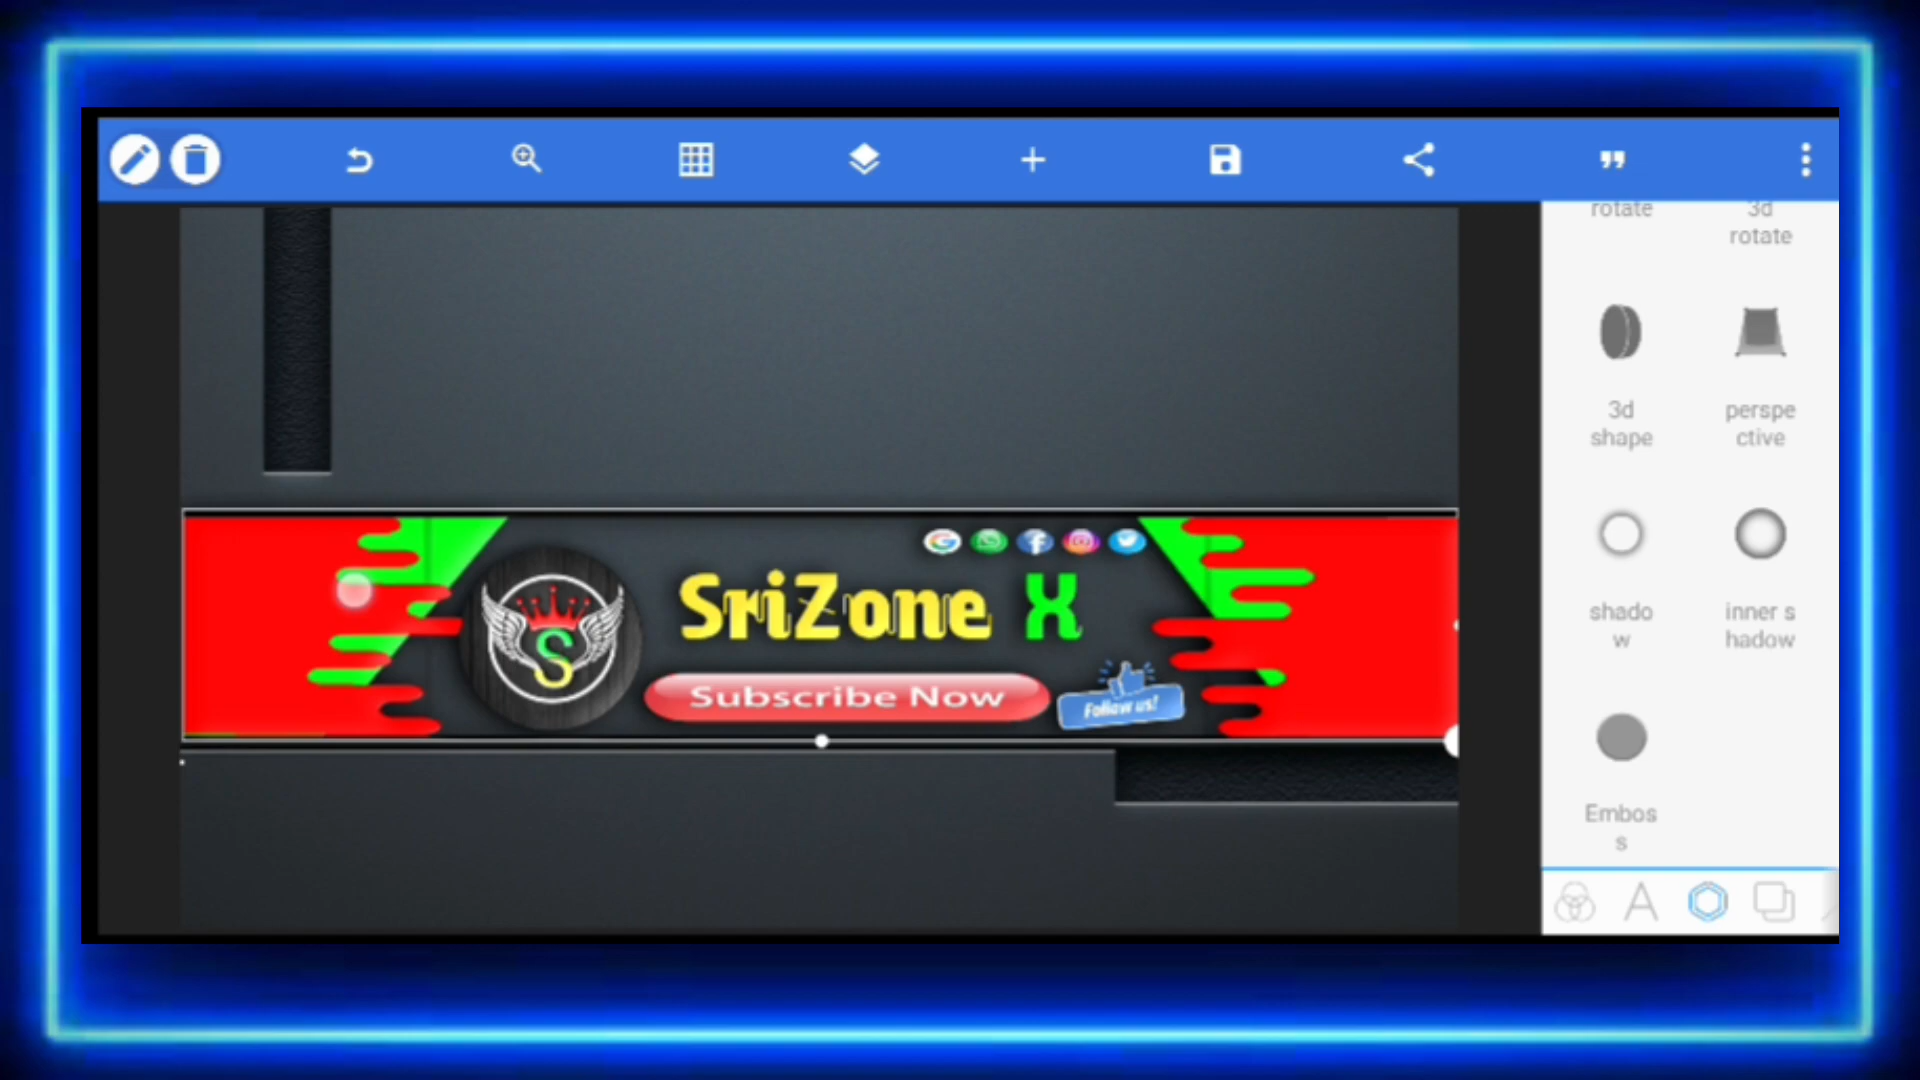 rotate
3d
rotate
3d
shape
perspe
ctive
shado
w
inner s
hadow
Embos
s
SriZone X
Subscribe Now
Follow us!
S
G
f
A